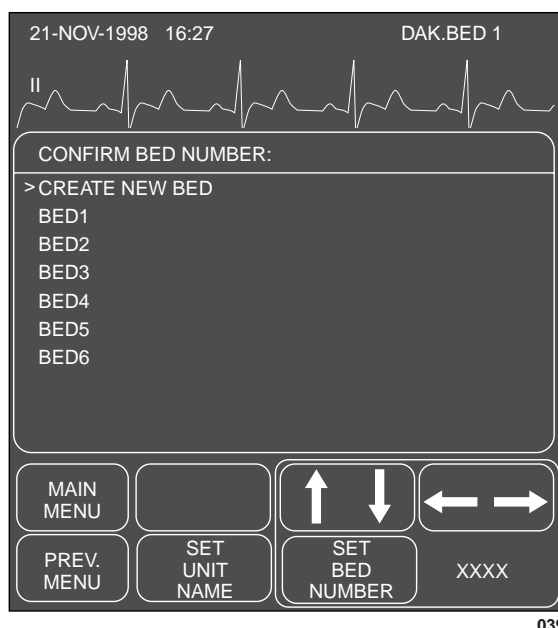 21-NOV-1998 16:27 DAK.BED 1
II
CONFIRM BED NUMBER:
>CREATE NEW BED
BED1
BED2
BED3
BED4
BED5
BED6
MAIN
MENU
PREV.
MENU
SET
UNIT
NAME
SET
BED
NUMBER
XXXX
039